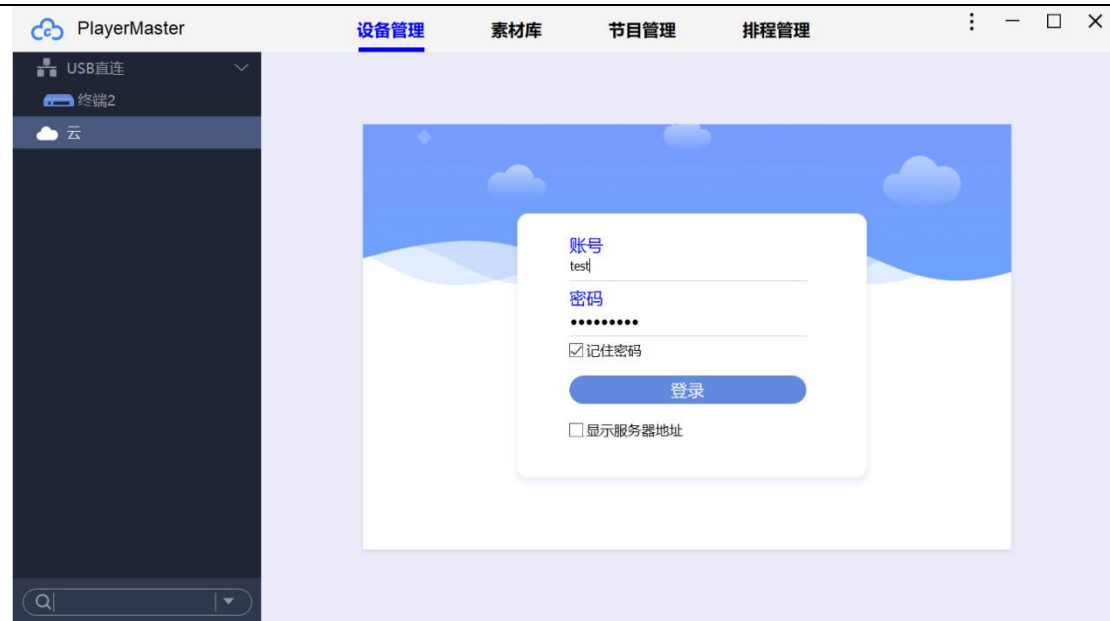 PlayerMaster
设备管理
素材库
节目管理
排程管理
USB直连
终端2
云
账号
test
密码
•••••••••
记住密码
登录
显示服务器地址